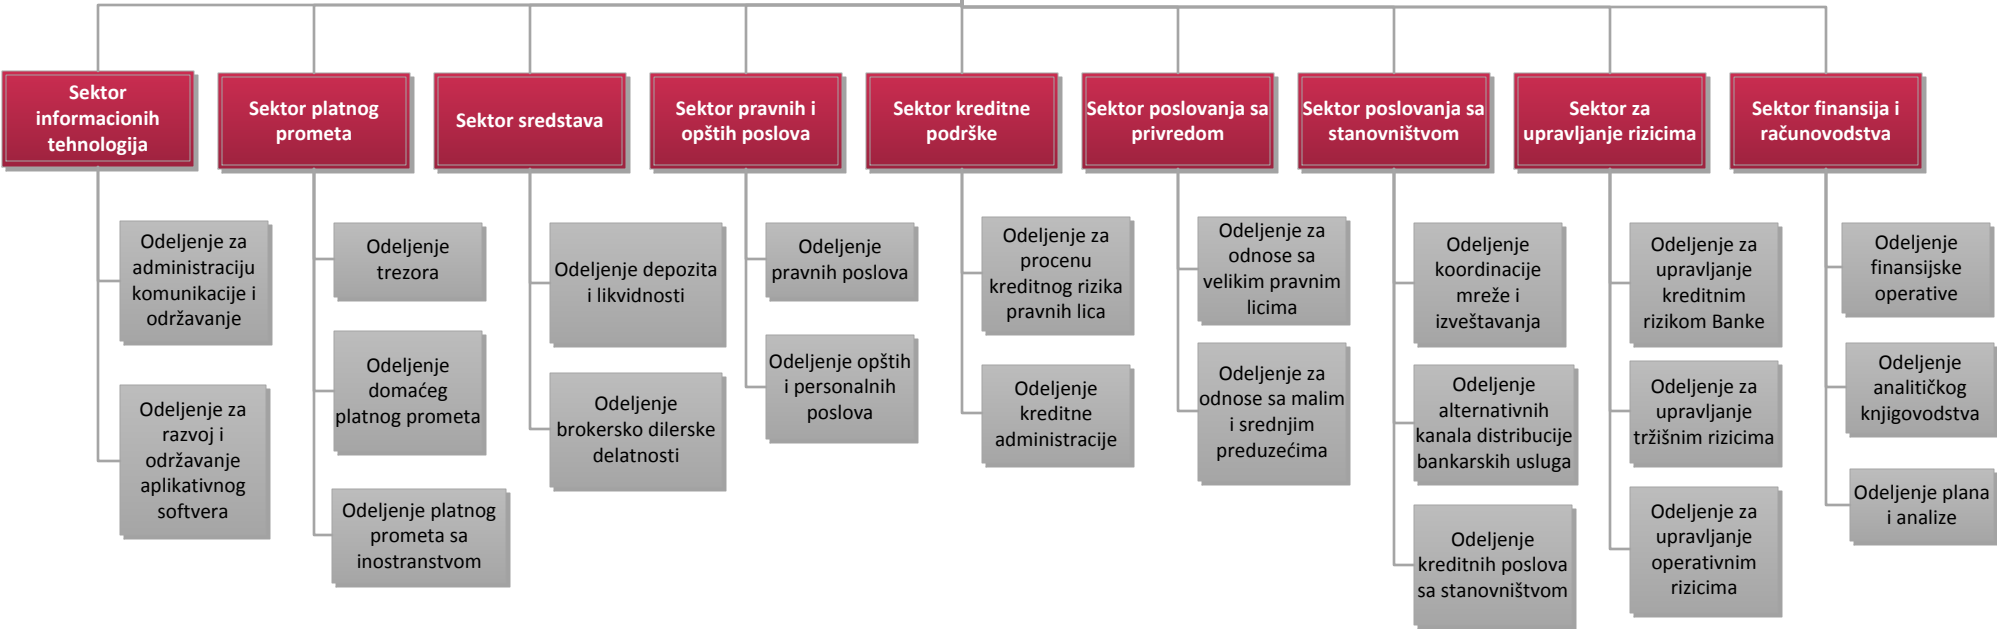 Sektor
informacionih
tehnologija
Sektor platnog
prometa
Sektor sredstava
Sektor pravnih i
opštih poslova
Sektor kreditne
podrške
Sektor poslovanja sa
privredom
Sektor poslovanja sa
stanovništvom
Sektor za
upravljanje rizicima
Sektor finansija i
računovodstva
Odeljenje za
administraciju
komunikacije i
održavanje
Odeljenje za
razvoj i
održavanje
aplikativnog
softvera
Odeljenje
trezora
Odeljenje
domaćeg
platnog prometa
Odeljenje platnog
prometa sa
inostranstvom
Odeljenje depozita
i likvidnosti
Odeljenje
brokersko dilerske
delatnosti
Odeljenje
pravnih poslova
Odeljenje opštih
i personalnih
poslova
Odeljenje za
procenu
kreditnog rizika
pravnih lica
Odeljenje
kreditne
administracije
Odeljenje za
odnose sa
velikim pravnim
licima
Odeljenje za
odnose sa malim
i srednjim
preduzećima
Odeljenje
koordinacije
mreže i
izveštavanja
Odeljenje
alternativnih
kanala distribucije
bankarskih usluga
Odeljenje
kreditnih poslova
sa stanovništvom
Odeljenje za
upravljanje
kreditnim
rizikom Banke
Odeljenje za
upravljanje
tržišnim rizicima
Odeljenje za
upravljanje
operativnim
rizicima
Odeljenje
finansijske
operative
Odeljenje
analitičkog
knjigovodstva
Odeljenje plana
i analize